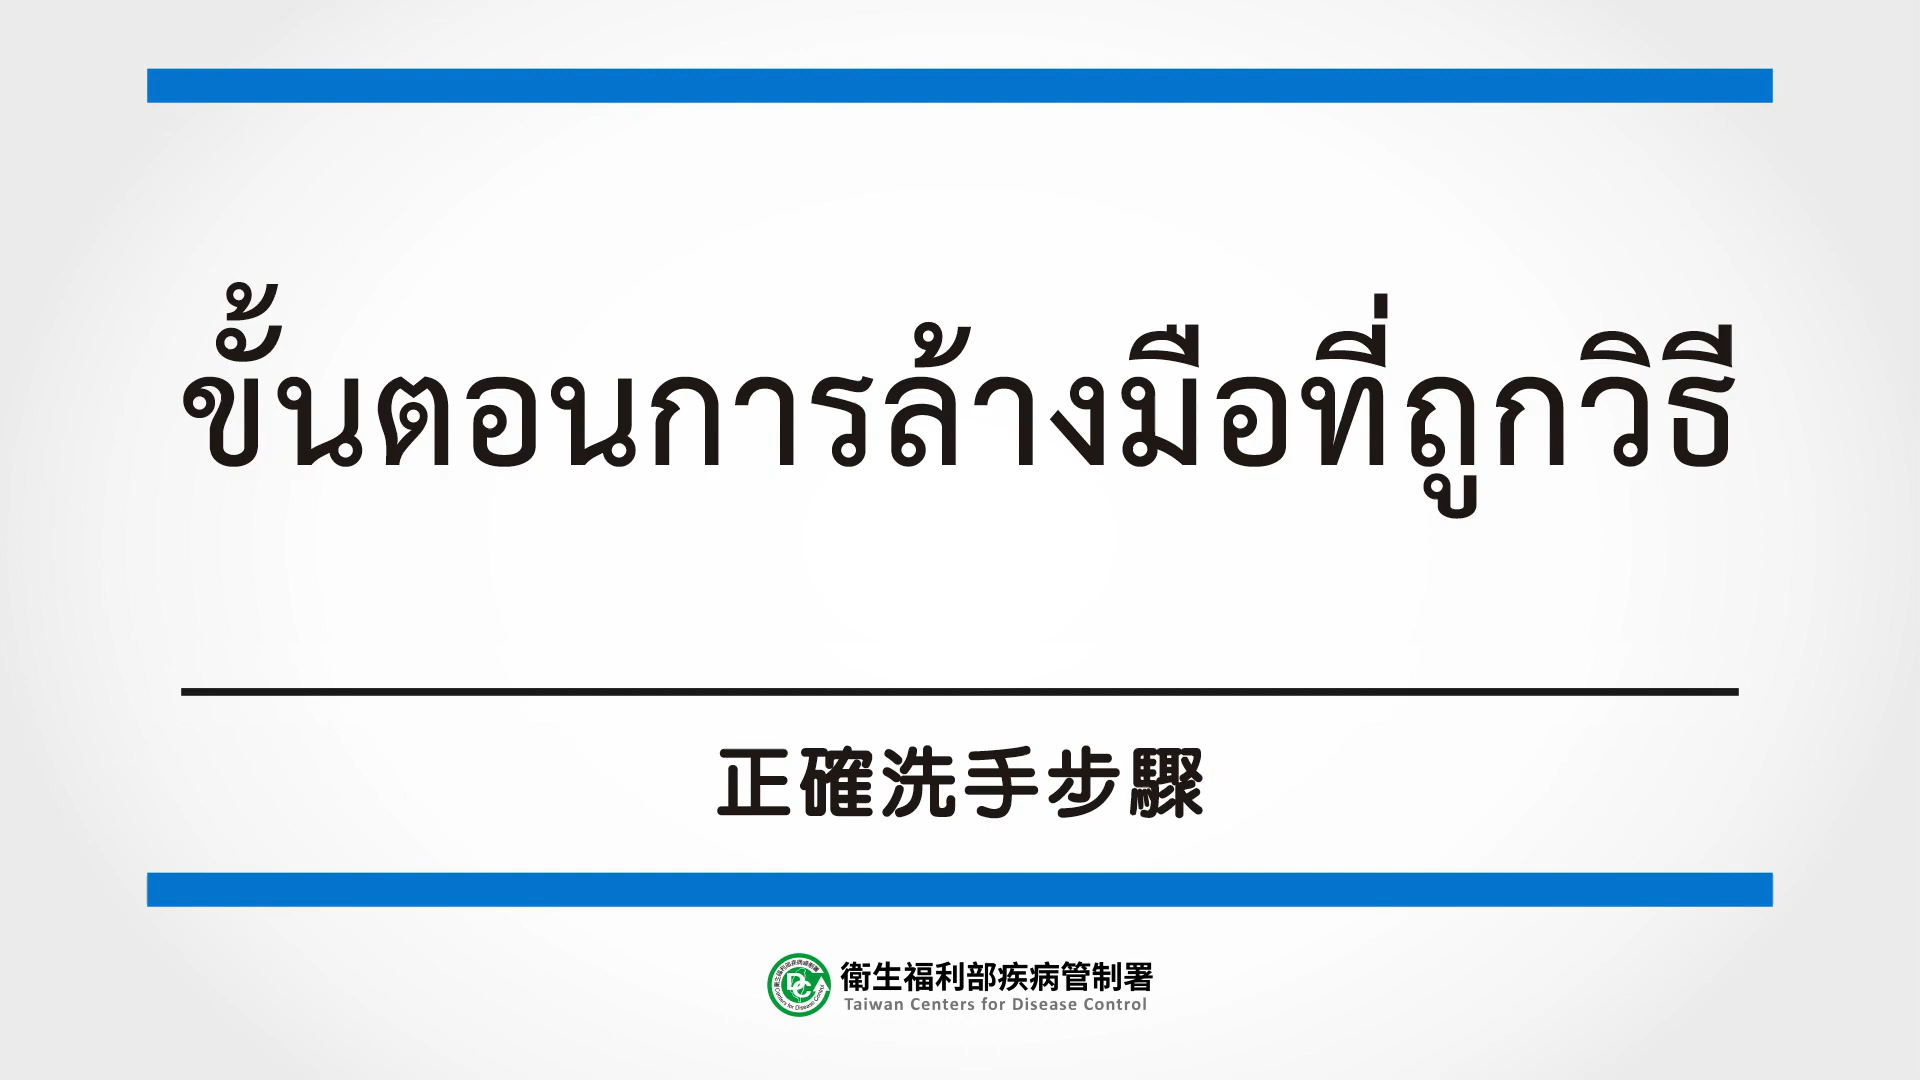 ขั้นตอนการล้างมือที่ถูกวิธี
正確洗手步驟
衛生福利部疾病管制署
Taiwan Centers for Disease Control